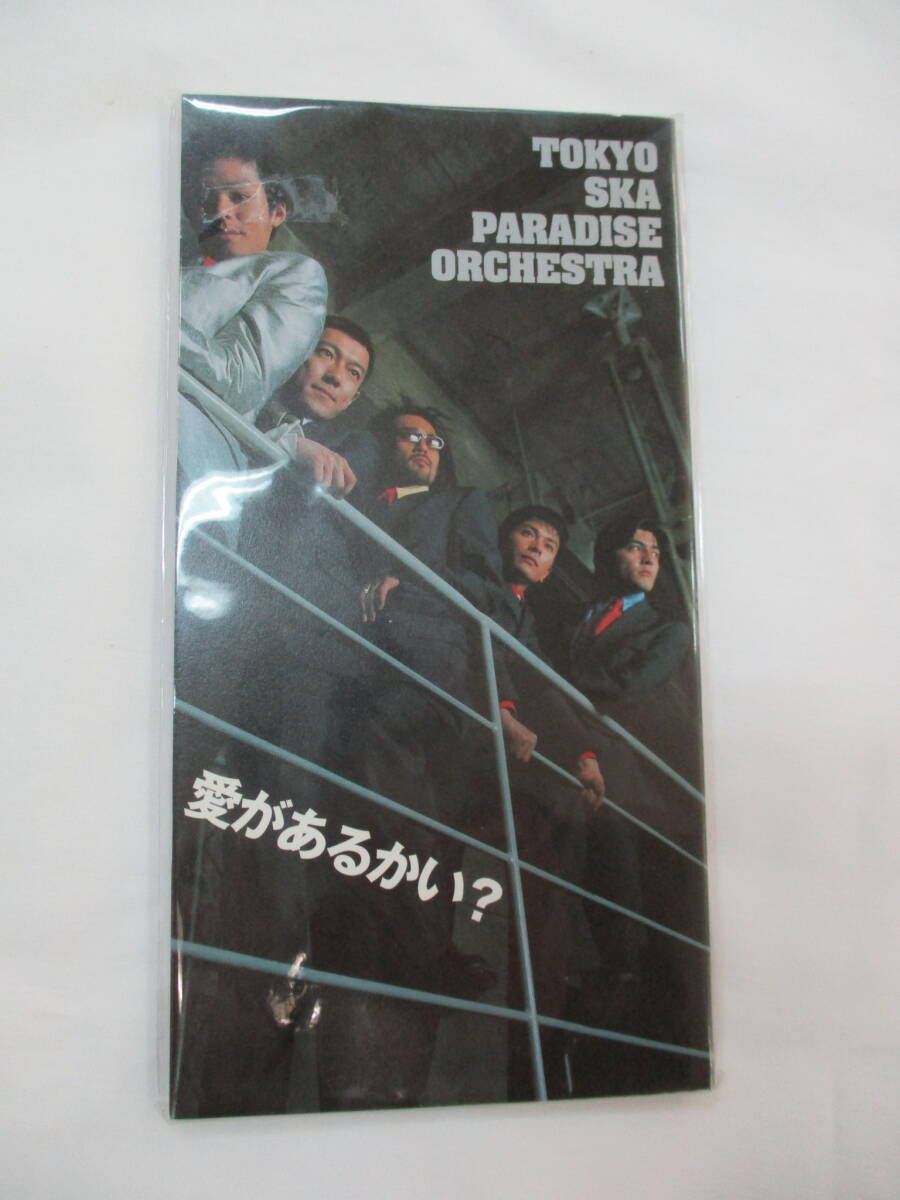 TOKYO
SKA
PARADISE
ORCHESTRA
愛があるかい?